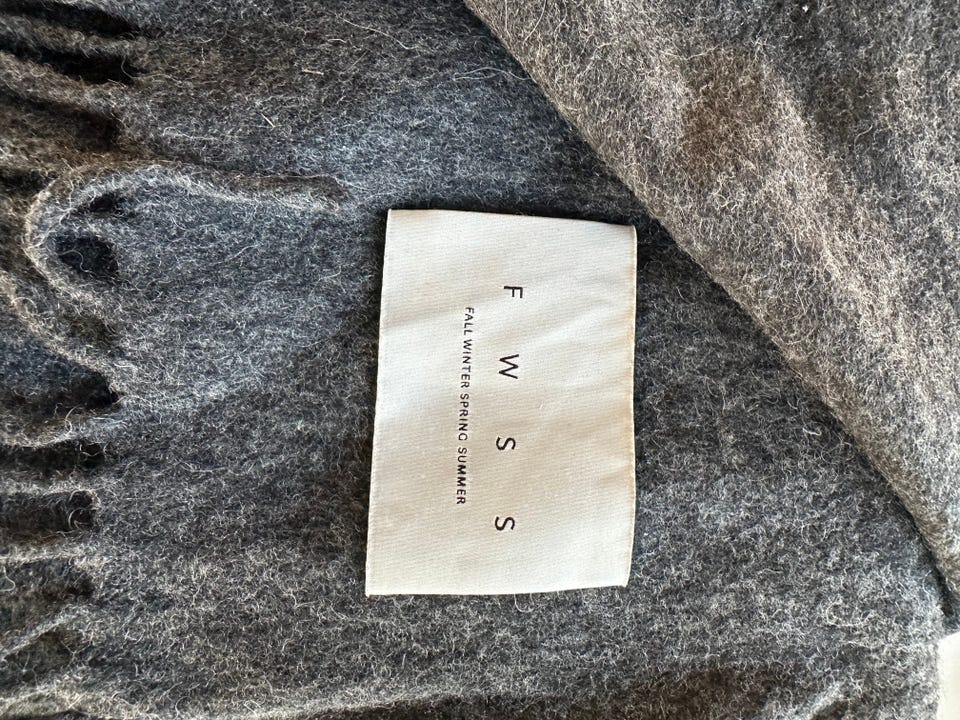 F W S S
FALL WINTER SPRING SUMMER